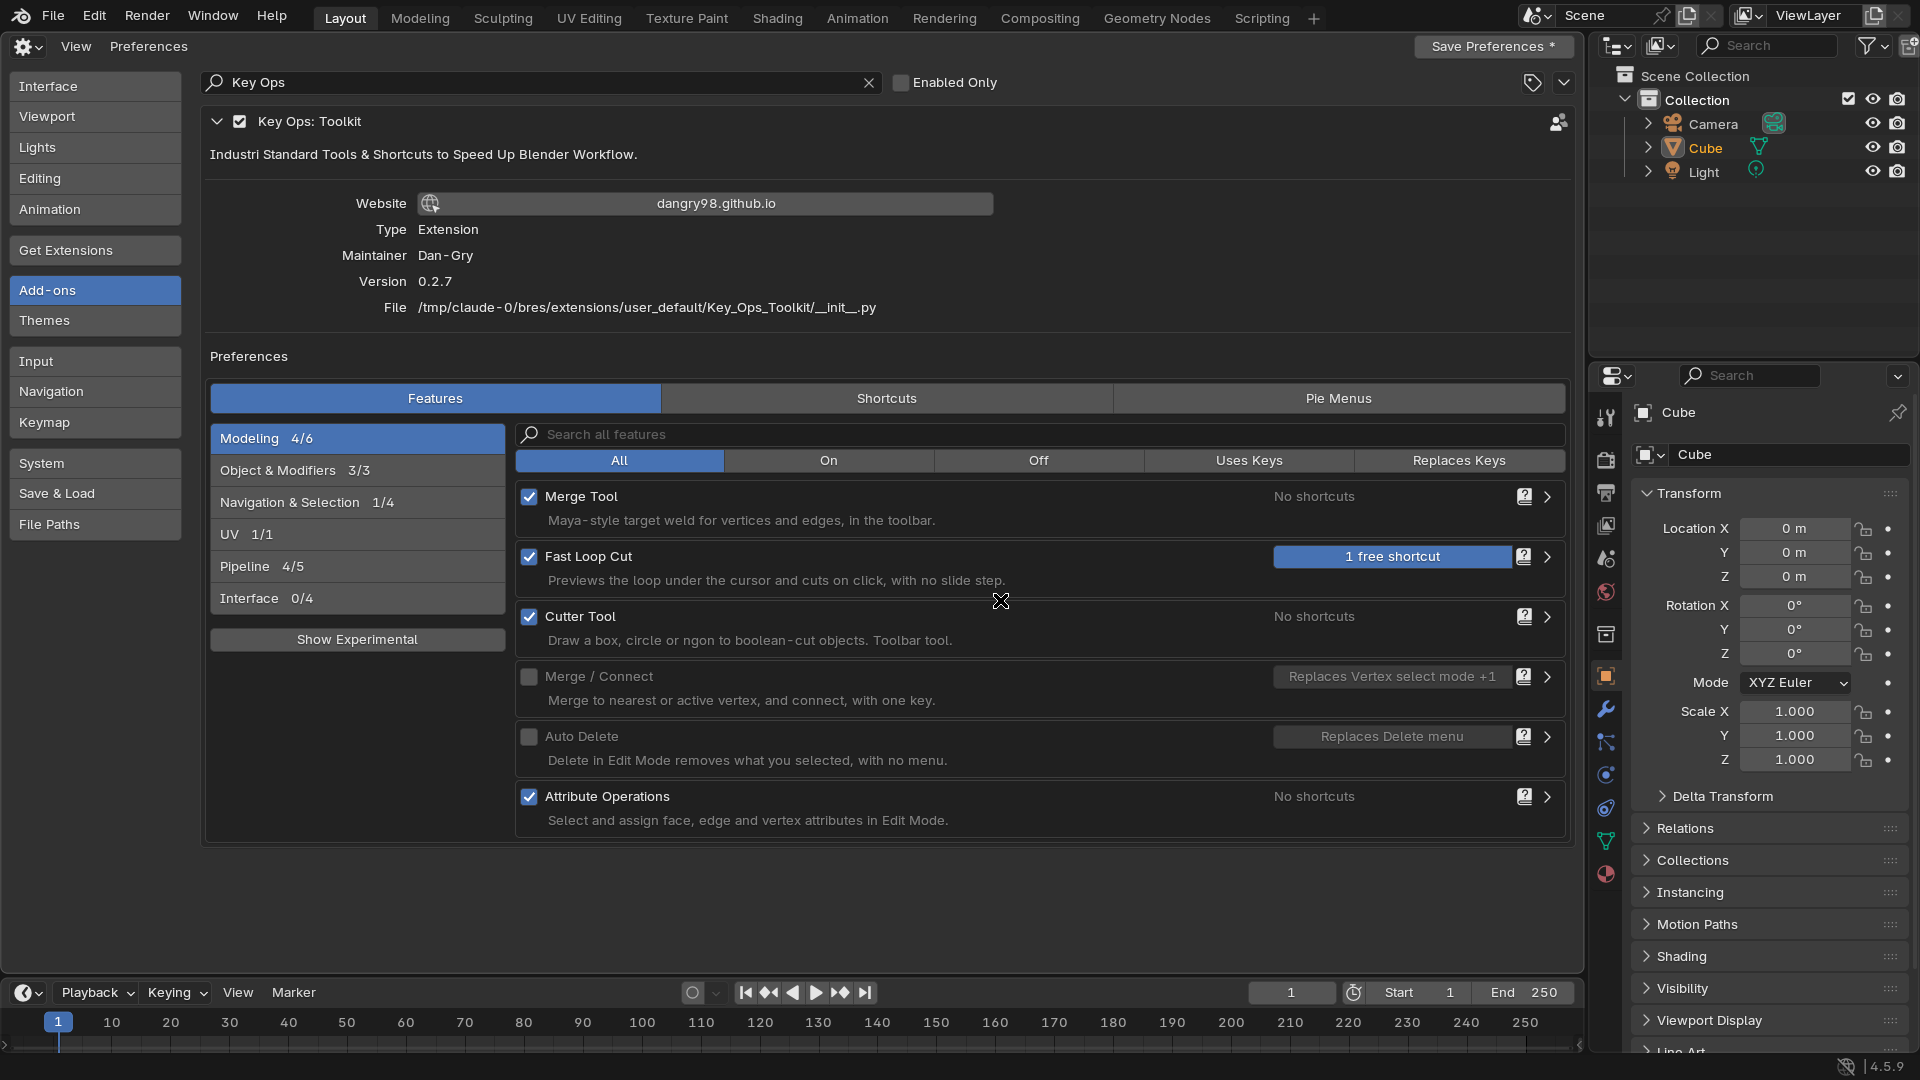 File Edit Render Window Help Layout Modeling Sculpting UV Editing Texture Paint Shading Animation Rendering Compositing Geometry Nodes Scripting Scene ViewLayer
View Preferences Save Preferences * Search
Interface Key Ops Enabled Only
Scene Collection
Collection
Viewport
Key Ops: Toolkit
Camera
Lights
Industri Standard Tools & Shortcuts to Speed Up Blender Workflow.
Cube
Editing
Light
Animation
Website dangry98.github.io
Type Extension
Get Extensions
Maintainer Dan-Gry
Add-ons
Version 0.2.7
Themes
File /tmp/claude-0/bres/extensions/user_default/Key_Ops_Toolkit/__init__.py
Input
Preferences
Navigation
Search
Features Shortcuts Pie Menus
Keymap
Cube
System
Save & Load
File Paths
Modeling 4/6
Search all features
Object & Modifiers 3/3
All On Off Uses Keys Replaces Keys
Navigation & Selection 1/4
Merge Tool No shortcuts
Maya-style target weld for vertices and edges, in the toolbar.
UV 1/1
Fast Loop Cut 1 free shortcut
Pipeline 4/5
Previews the loop under the cursor and cuts on click, with no slide step.
Interface 0/4
Cutter Tool No shortcuts
Show Experimental
Draw a box, circle or ngon to boolean-cut objects. Toolbar tool.
Merge / Connect Replaces Vertex select mode +1
Merge to nearest or active vertex, and connect, with one key.
Auto Delete Replaces Delete menu
Delete in Edit Mode removes what you selected, with no menu.
Attribute Operations No shortcuts
Select and assign face, edge and vertex attributes in Edit Mode.
Cube
Transform
Location X 0 m
Y 0 m
Z 0 m
Rotation X 0°
Y 0°
Z 0°
Mode XYZ Euler
Scale X 1.000
Y 1.000
Z 1.000
Delta Transform
Relations
Collections
Instancing
Motion Paths
Shading
Visibility
Viewport Display
Line Art
Playback Keying View Marker 1 Start 1 End 250
1 10 20 30 40 50 60 70 80 90 100 110 120 130 140 150 160 170 180 190 200 210 220 230 240 250
4.5.9